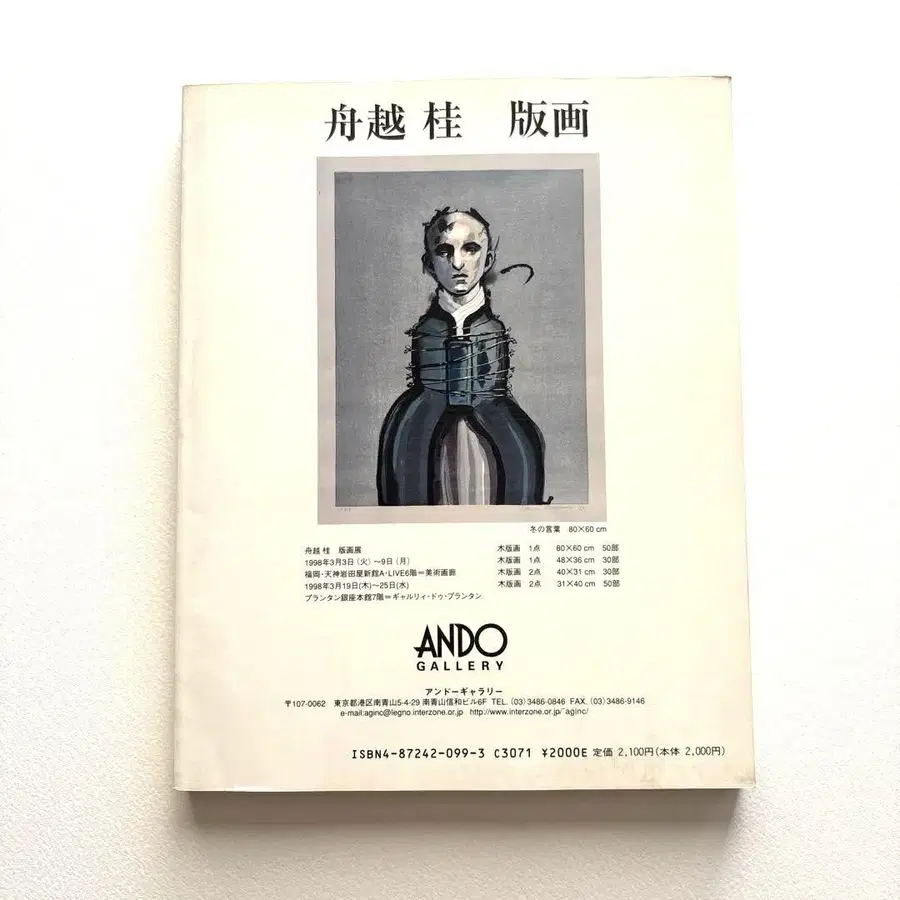 舟越 桂　版画
冬の言葉　80×60 cm
舟越 桂　版画展
1998年3月3日(火)〜9日(月)
福岡・天神岩田屋新館A・LIVE6階＝美術画廊
1998年3月19日(木)〜25日(水)
プランタン銀座本館7階＝ギャルリィ・ドゥ・プランタン
木版画　1点　80×60 cm　50部
木版画　1点　48×36 cm　30部
木版画　2点　40×31 cm　30部
木版画　2点　31×40 cm　50部
ANDO
GALLERY
アンドーギャラリー
〒107-0062　東京都港区南青山5-4-29 南青山信和ビル6F　TEL. (03) 3486-0846　FAX. (03) 3486-9146
e-mail:aginc@legno.interzone.or.jp　http://www.interzone.or.jp/~aginc/
ISBN4-87242-099-3　C3071　¥2000E　定価 2,100円(本体 2,000円)